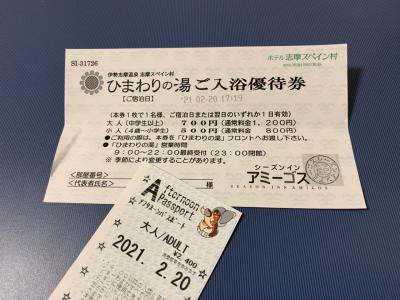 SI-31726
ホテル志摩スペイン村
伊勢志摩温泉 志摩スペイン村
ひまわりの湯 ご入浴優待券
【ご宿泊日】 '21 02-20 17:19
（本券1枚で1名様、ご宿泊日または翌日のいずれか1日有効）
大人（中学生以上） 700円（通常料金1,200円）
小人（4歳～小学生） 500円（通常料金 800円）
●ご利用の際は、本券を「ひまわりの湯」フロントへお渡し下さい。
●「ひまわりの湯」営業時間
9:00～22:00最終受付（23:00閉館）
※ 季節により変更することがあります。
＜お部屋番号＞
＜代表者氏名＞
様
シーズンイン
アミーゴス
SEASON INN AMIGOS
Afternoon
Passport
アフタヌーンパスポート
大人/ADULT
¥2,400
2021. 2.20